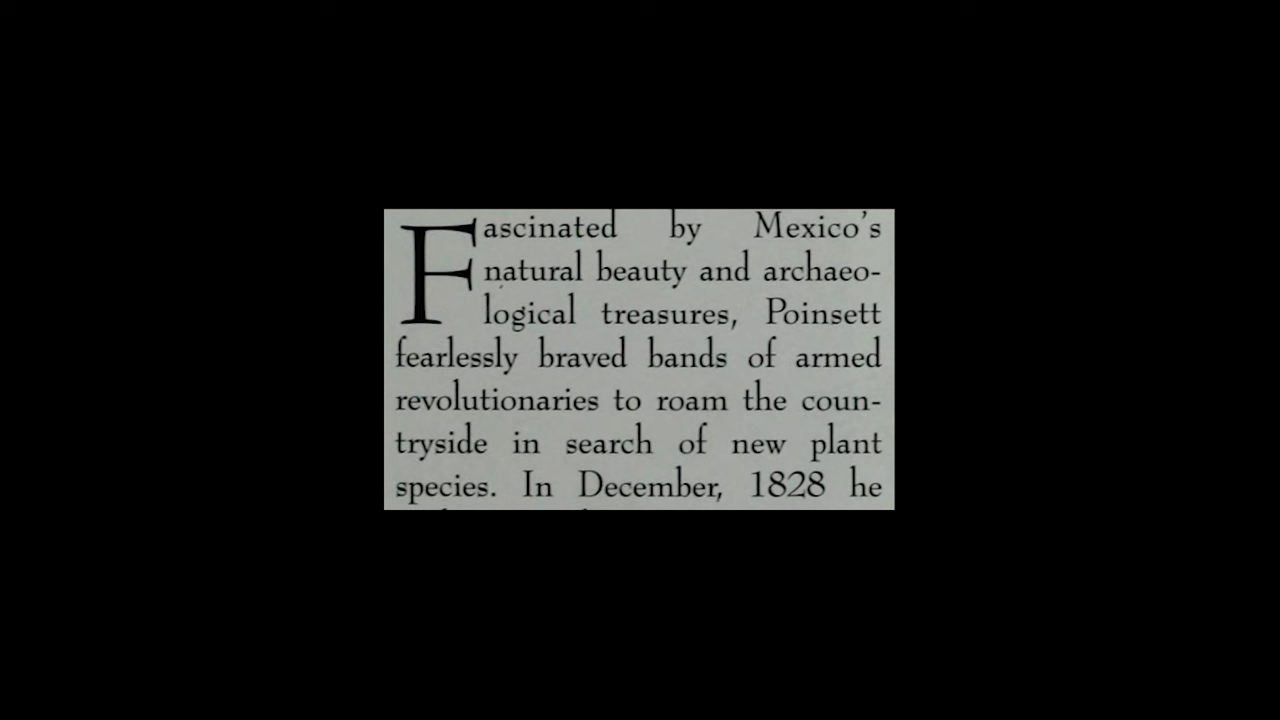 Fascinated by Mexico's
natural beauty and archaeo-
logical treasures, Poinsett
fearlessly braved bands of armed
revolutionaries to roam the coun-
tryside in search of new plant
species. In December, 1828 he